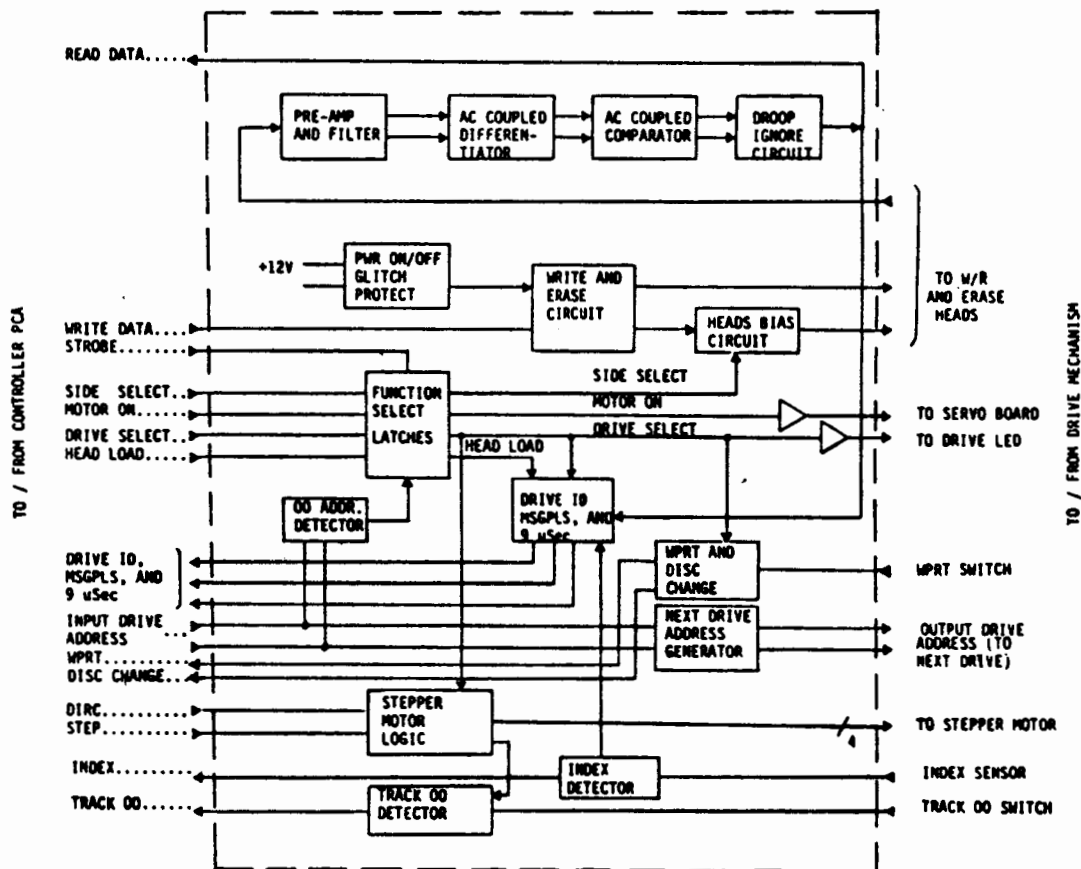 READ DATA.....
PRE-AMP
AND FILTER
AC COUPLED
DIFFEREN-
TIATOR
AC COUPLED
COMPARATOR
DROOP
IGNORE
CIRCUIT
+12V
PWR ON/OFF
GLITCH
PROTECT
WRITE AND
ERASE
CIRCUIT
HEADS BIAS
CIRCUIT
TO W/R
AND ERASE
HEADS
TO / FROM CONTROLLER PCA
TO / FROM DRIVE MECHANISM
WRITE DATA....
STROBE........
SIDE SELECT..
MOTOR ON.....
DRIVE SELECT..
HEAD LOAD.....
FUNCTION
SELECT
LATCHES
SIDE SELECT
MOTOR ON
DRIVE SELECT
HEAD LOAD
TO SERVO BOARD
TO DRIVE LED
OO ADDR.
DETECTOR
DRIVE ID
MSGPLS, AND
9 uSec
WPRT AND
DISC
CHANGE
WPRT SWITCH
DRIVE ID,
MSGPLS, AND
9 uSec
INPUT DRIVE
ADDRESS ...
WPRT.......
DISC CHANGE...
NEXT DRIVE
ADDRESS
GENERATOR
OUTPUT DRIVE
ADDRESS (TO
NEXT DRIVE)
DIRC..........
STEP..........
STEPPER
MOTOR
LOGIC
4
TO STEPPER MOTOR
INDEX.........
INDEX
DETECTOR
INDEX SENSOR
TRACK OO......
TRACK OO
DETECTOR
TRACK OO SWITCH